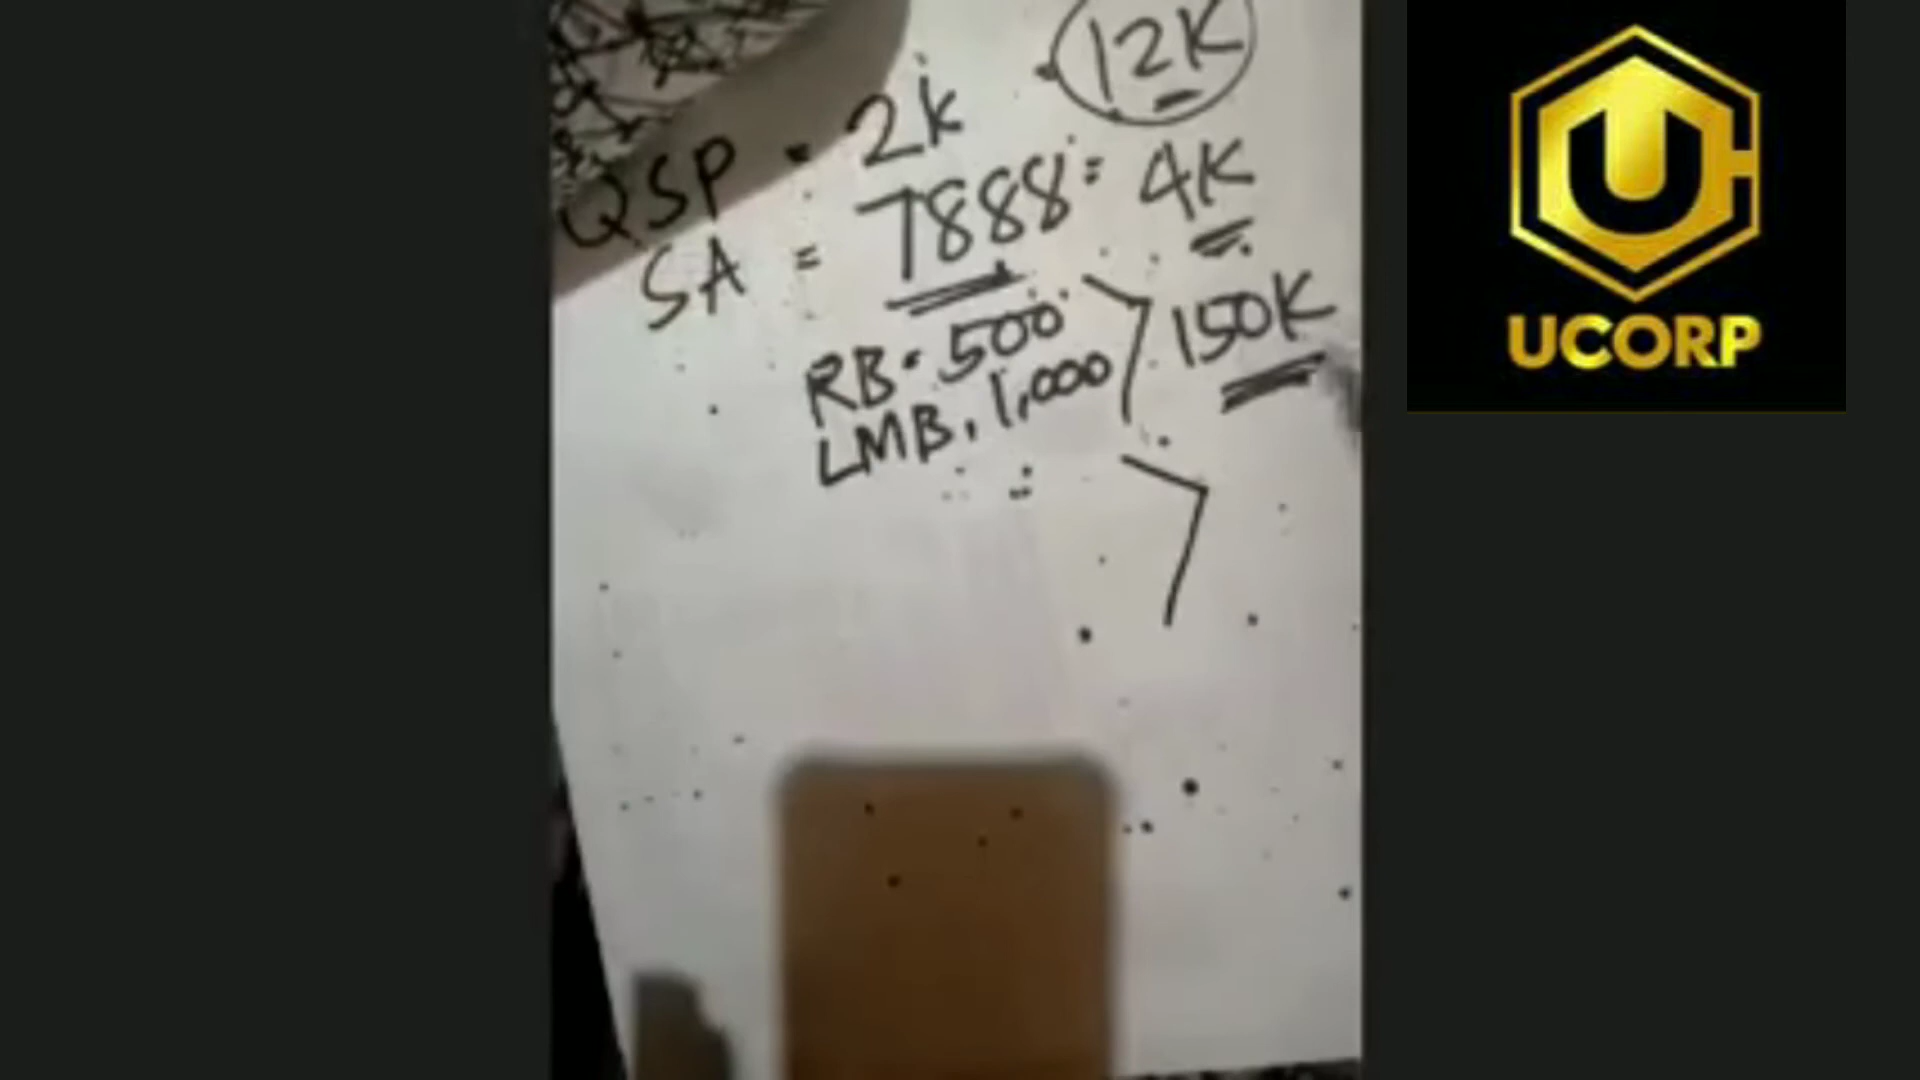 12K
QSP = 2k
SA = 7888 = 4K
RB. 500
150K
LMB. 1,000
UCORP